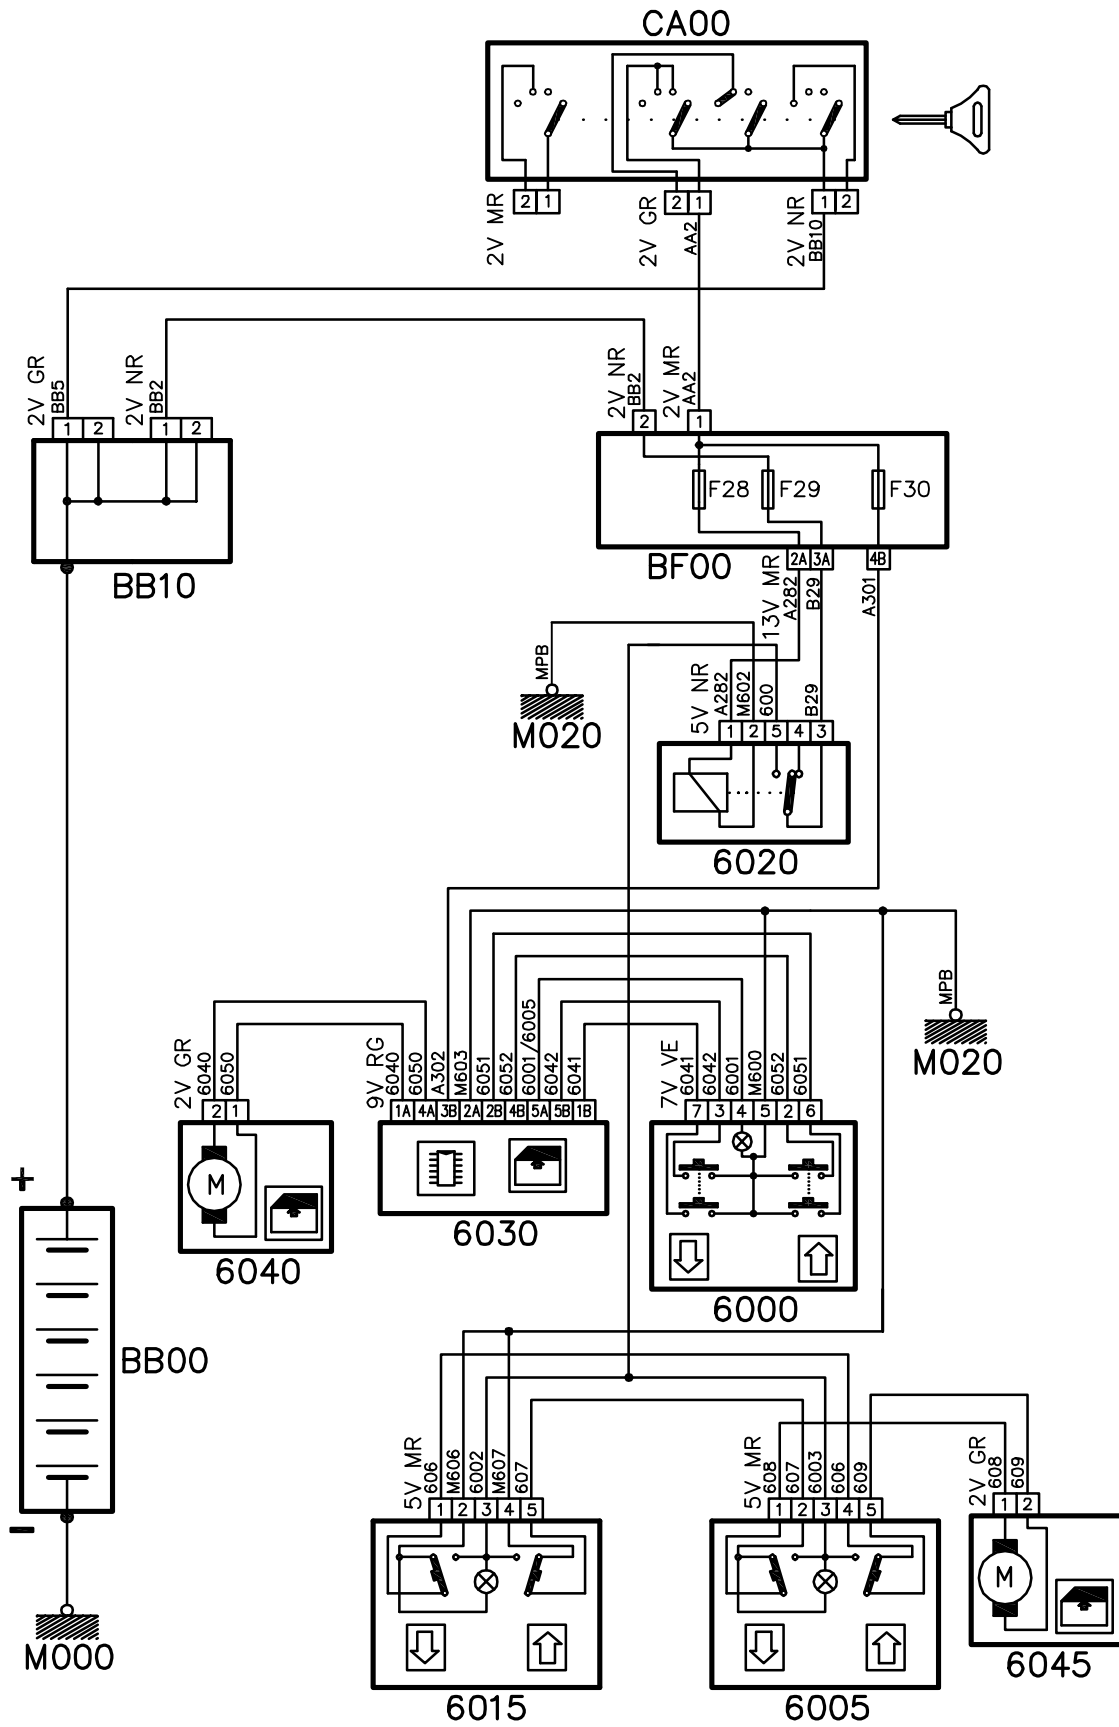 CA00
2 1
2 1
1 2
2V MR
2V GR
AA2
2V NR
BB10
2V GR
BB5
2V NR
BB2
2V NR
BB2
2V MR
AA2
1 2
1 2
2
1
F28
F29
F30
BB10
BF00
2A 3A
4B
13V MR
A282
B29
A301
MPB
M020
5V NR
A282
M602
600
B29
1 2 5 4 3
6020
MPB
M020
2V GR
6040
6050
9V RG
6040
6050
A302
M603
6051
6052
6001/6005
6042
6041
7V VE
6041
6042
6001
M600
6052
6051
2 1
1A 4A 3B 2A 2B 4B 5A 5B 1B
7 3 4 5 2 6
M
6040
6030
6000
+
BB00
−
M000
5V MR
606
M606
6002
M607
607
5V MR
608
607
6003
606
609
2V GR
608
609
1 2 3 4 5
1 2 3 4 5
1 2
M
6015
6005
6045